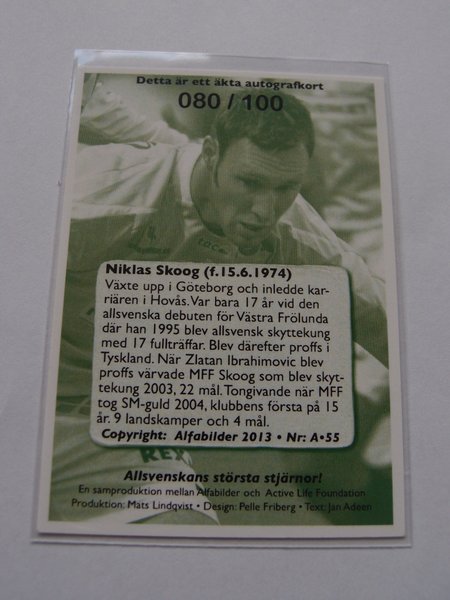 Detta är ett äkta autografkort
080 / 100
Niklas Skoog (f.15.6.1974)
Växte upp i Göteborg och inledde kar-
riären i Hovås. Var bara 17 år vid den
allsvenska debuten för Västra Frölunda
där han 1995 blev allsvensk skyttekung
med 17 fullträffar. Blev därefter proffs i
Tyskland. När Zlatan Ibrahimovic blev
proffs värvade MFF Skoog som blev skyt-
tekung 2003, 22 mål. Tongivande när MFF
tog SM-guld 2004, klubbens första på 15
år. 9 landskamper och 4 mål.
Copyright: Alfabilder 2013 • Nr: A•55
REX
Allsvenskans största stjärnor!
En samproduktion mellan Alfabilder och Active Life Foundation
Produktion: Mats Lindqvist • Design: Pelle Friberg • Text: Jan Adeen